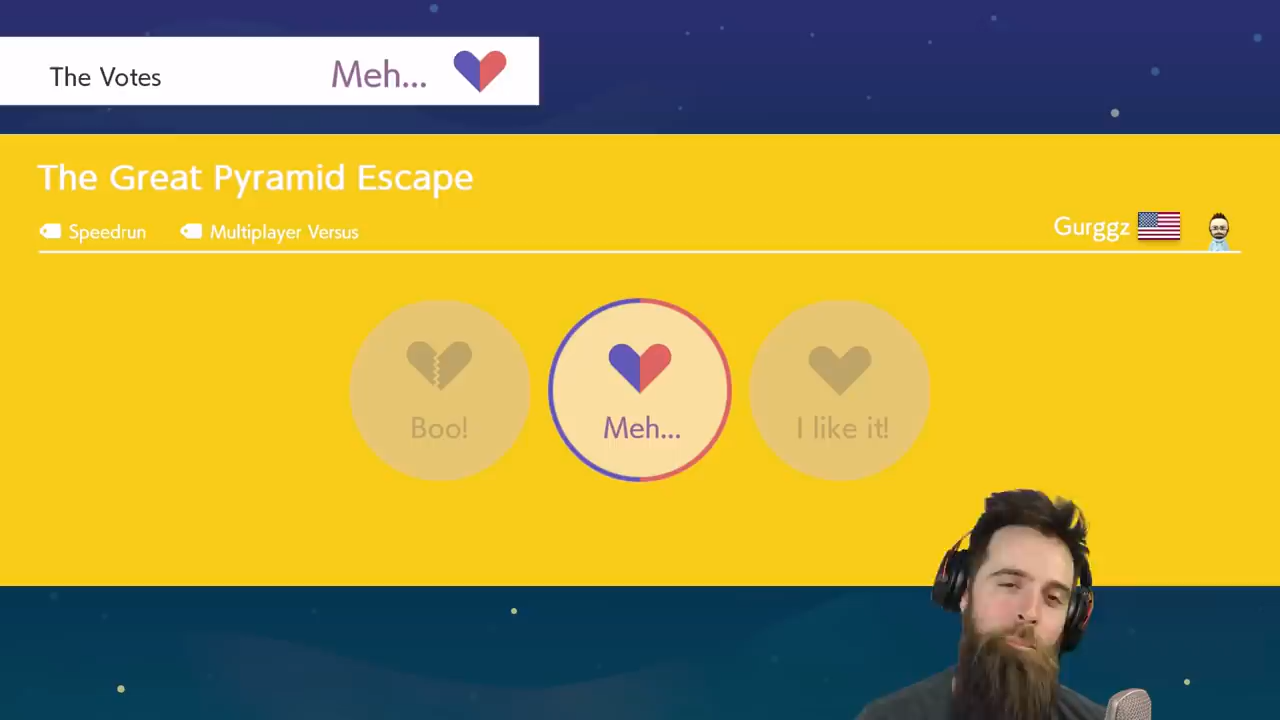 The Votes Meh...
The Great Pyramid Escape
Speedrun Multiplayer Versus Gurggz
Boo! Meh... I like it!